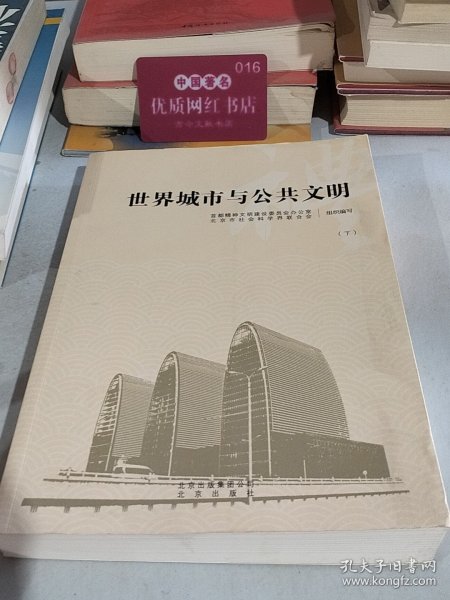 016
中国著名
优质网红书店
世界城市与公共文明
首都精神文明建设委员会办公室
北京市社会科学界联合会
组织编写
（下）
北京出版集团公司
北京出版社
孔夫子旧书网
www.kongfz.com